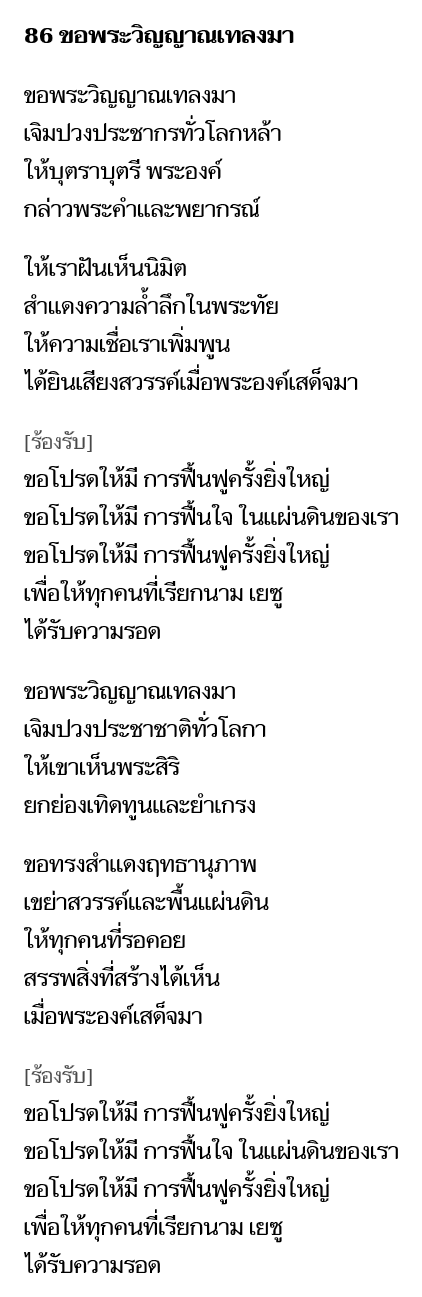 86 ขอพระวิญญาณเทลงมา
ขอพระวิญญาณเทลงมา
เจิมปวงประชากรทั่วโลกหล้า
ให้บุตราบุตรี พระองค์
กล่าวพระคำและพยากรณ์
ให้เราฝันเห็นนิมิต
สำแดงความล้ำลึกในพระทัย
ให้ความเชื่อเราเพิ่มพูน
ได้ยินเสียงสวรรค์เมื่อพระองค์เสด็จมา
[ร้องรับ]
ขอโปรดให้มี การฟื้นฟูครั้งยิ่งใหญ่
ขอโปรดให้มี การฟื้นใจ ในแผ่นดินของเรา
ขอโปรดให้มี การฟื้นฟูครั้งยิ่งใหญ่
เพื่อให้ทุกคนที่เรียกนาม เยซู
ได้รับความรอด
ขอพระวิญญาณเทลงมา
เจิมปวงประชาชาติทั่วโลกา
ให้เขาเห็นพระสิริ
ยกย่องเทิดทูนและยำเกรง
ขอทรงสำแดงฤทธานุภาพ
เขย่าสวรรค์และพื้นแผ่นดิน
ให้ทุกคนที่รอคอย
สรรพสิ่งที่สร้างได้เห็น
เมื่อพระองค์เสด็จมา
[ร้องรับ]
ขอโปรดให้มี การฟื้นฟูครั้งยิ่งใหญ่
ขอโปรดให้มี การฟื้นใจ ในแผ่นดินของเรา
ขอโปรดให้มี การฟื้นฟูครั้งยิ่งใหญ่
เพื่อให้ทุกคนที่เรียกนาม เยซู
ได้รับความรอด